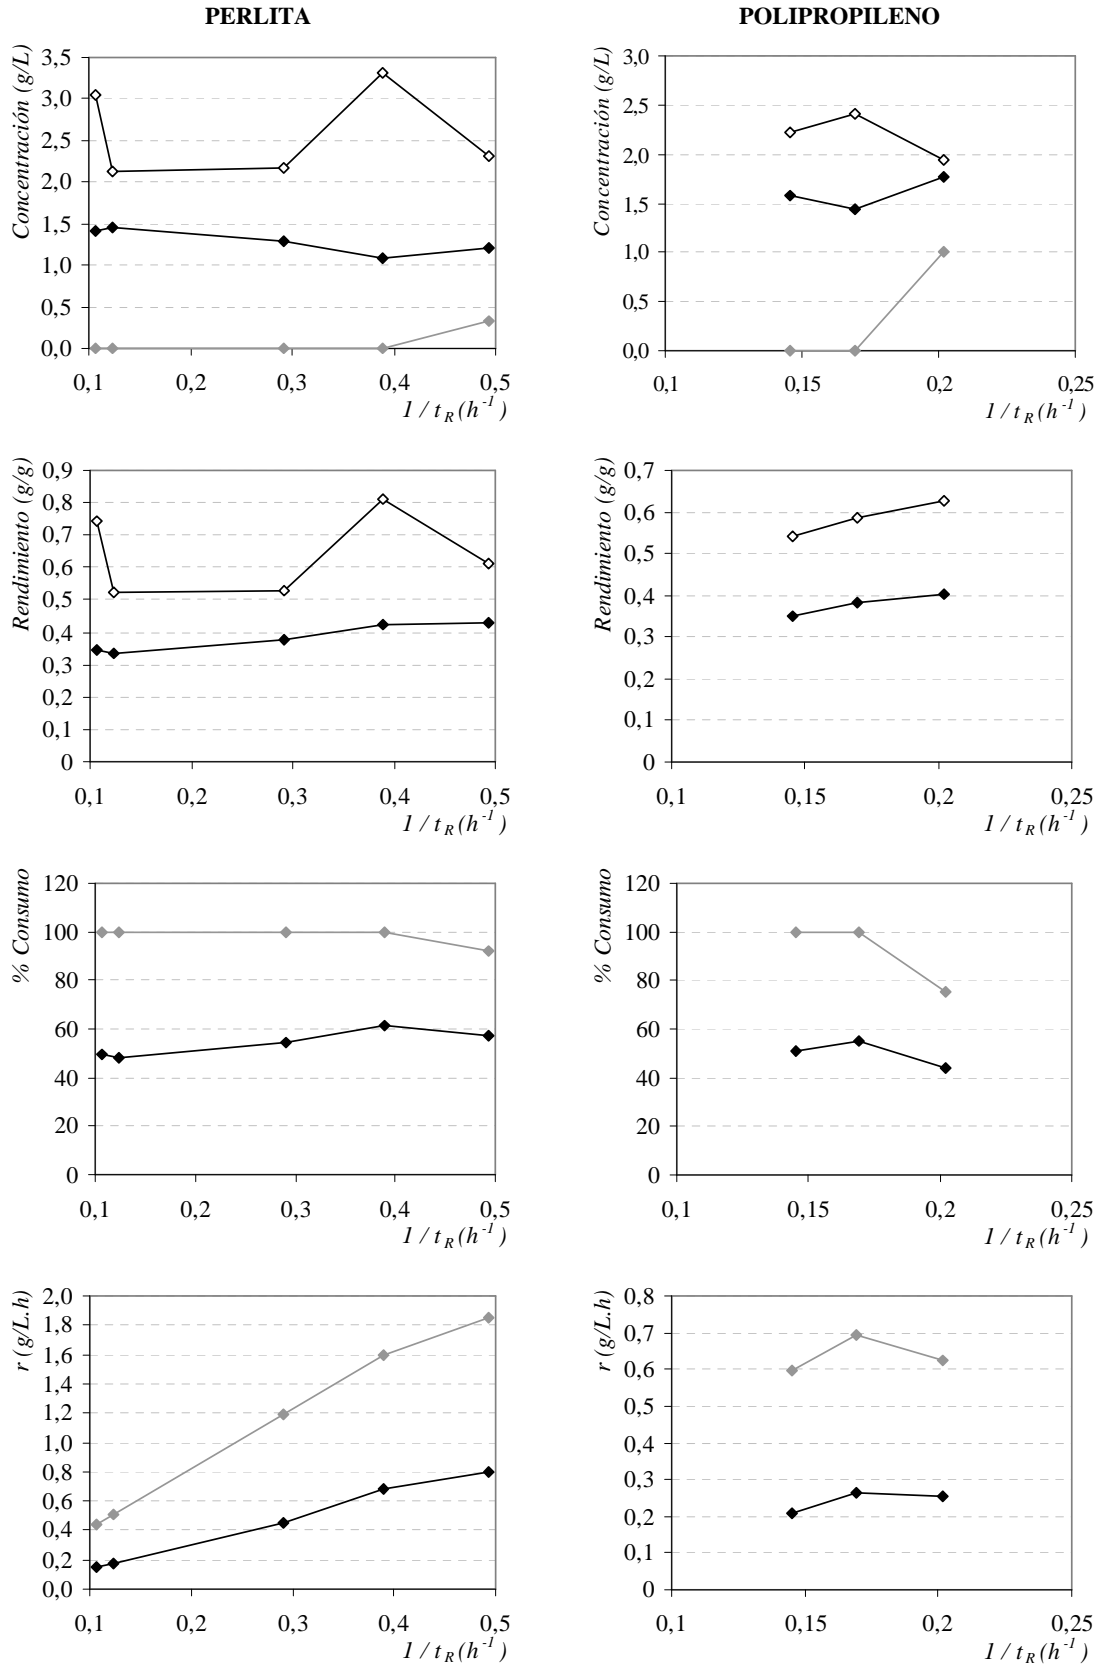 PERLITA
Concentración (g/L)
3,5
3,0
2,5
2,0
1,5
1,0
0,5
0,0
0,1 0,2 0,3 0,4 0,5
1 / tR (h-1)
POLIPROPILENO
Concentración (g/L)
3,0
2,5
2,0
1,5
1,0
0,5
0,0
0,1 0,15 0,2 0,25
1 / tR (h-1)
Rendimiento (g/g)
0,9
0,8
0,7
0,6
0,5
0,4
0,3
0,2
0,1
0
0,1 0,2 0,3 0,4 0,5
1 / tR (h-1)
Rendimiento (g/g)
0,7
0,6
0,5
0,4
0,3
0,2
0,1
0
0,1 0,15 0,2 0,25
1 / tR (h-1)
% Consumo
120
100
80
60
40
20
0
0,1 0,2 0,3 0,4 0,5
1 / tR (h-1)
% Consumo
120
100
80
60
40
20
0
0,1 0,15 0,2 0,25
1 / tR (h-1)
r (g/L.h)
2,0
1,8
1,6
1,4
1,2
1,0
0,8
0,6
0,4
0,2
0,0
0,1 0,2 0,3 0,4 0,5
1 / tR (h-1)
r (g/L.h)
0,8
0,7
0,6
0,5
0,4
0,3
0,2
0,1
0
0,1 0,15 0,2 0,25
1 / tR (h-1)